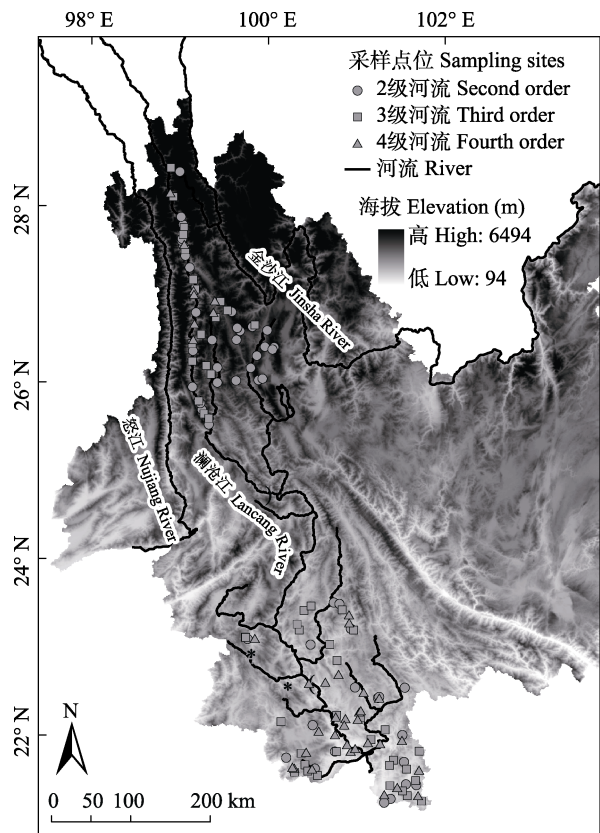 98° E 100° E 102° E
采样点位 Sampling sites
2级河流 Second order
3级河流 Third order
4级河流 Fourth order
河流 River
海拔 Elevation (m)
高 High: 6494
低 Low: 94
28° N
26° N
24° N
22° N
金沙江 Jinsha River
怒江 Nujiang River
澜沧江 Lancang River
*
*
N
0 50 100 200 km